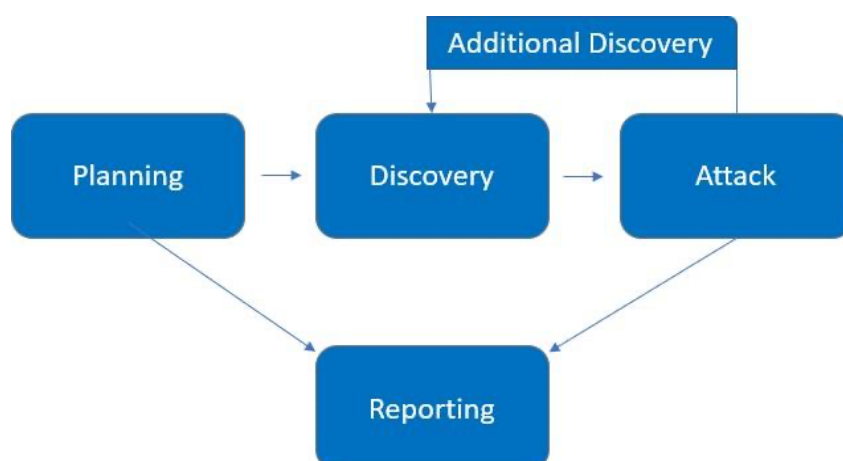 Additional Discovery
Planning
Discovery
Attack
Reporting